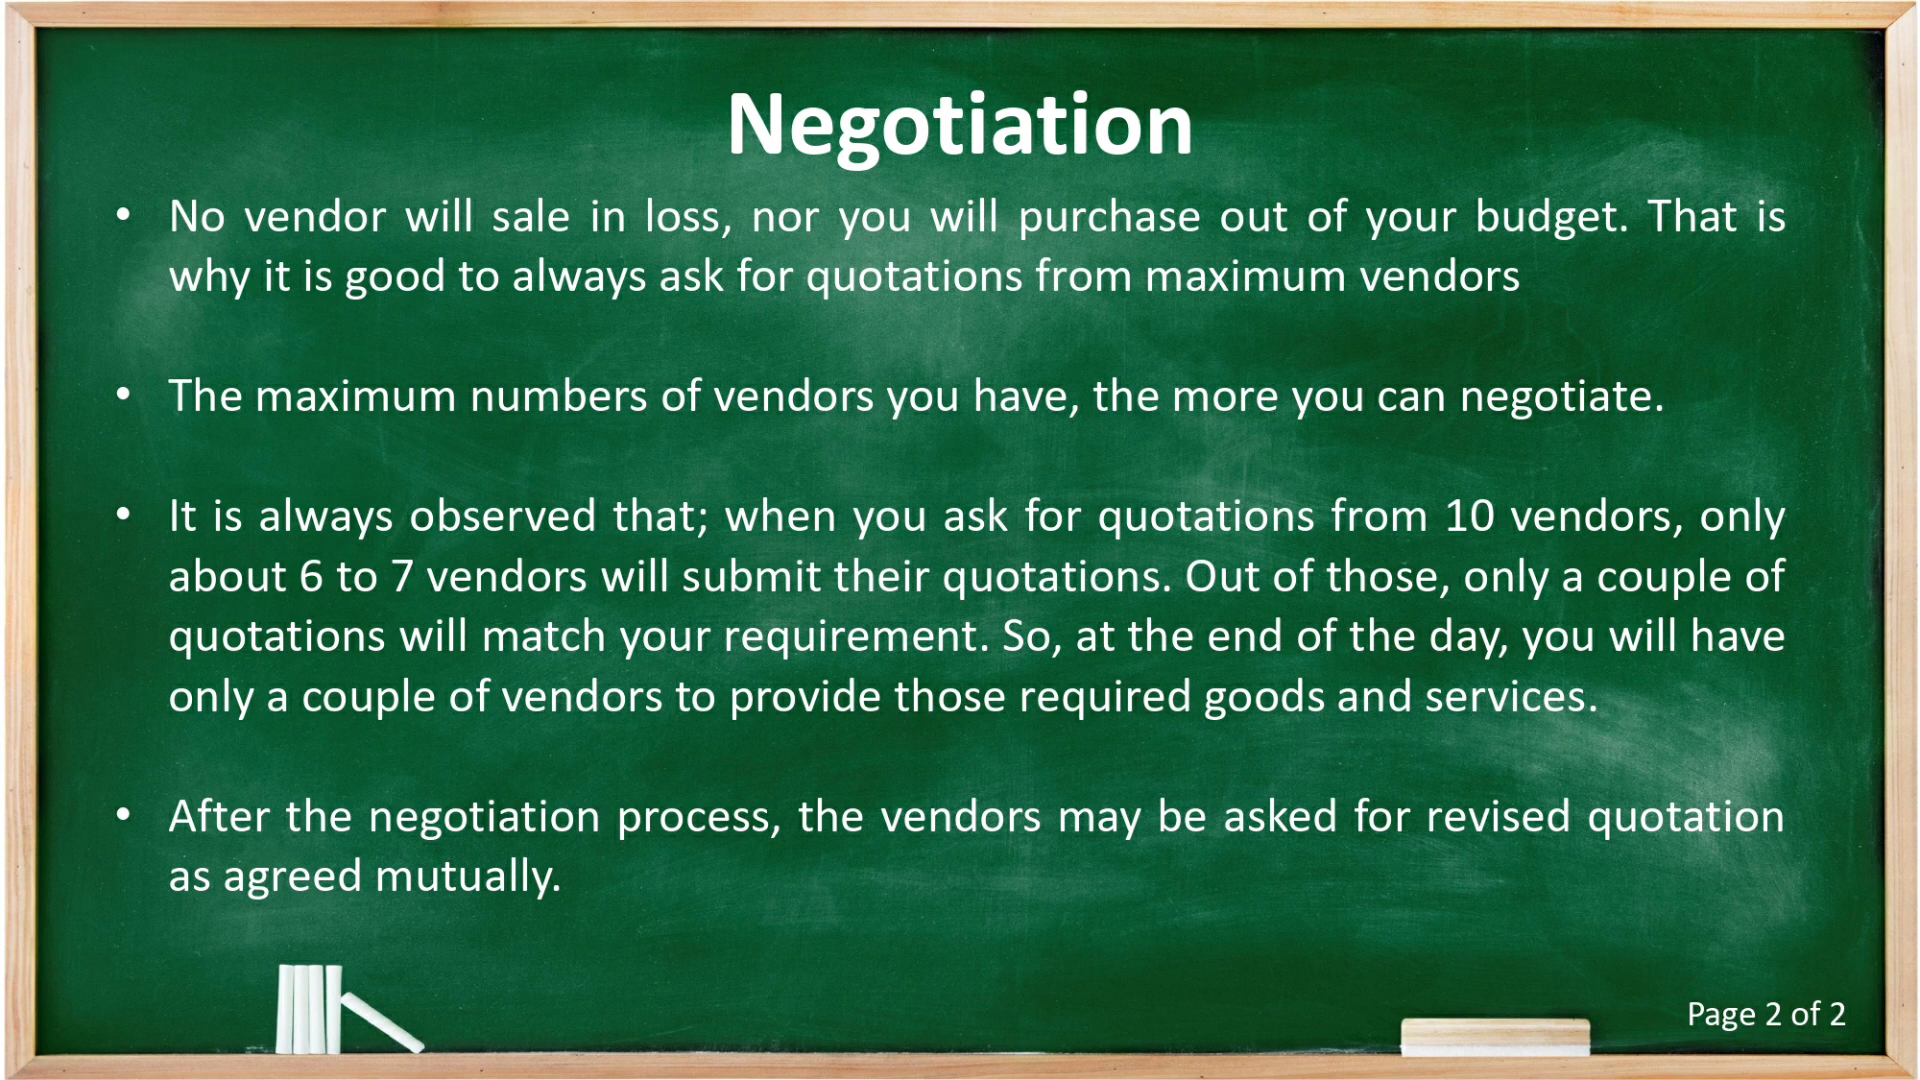 Negotiation
• No vendor will sale in loss, nor you will purchase out of your budget. That is
why it is good to always ask for quotations from maximum vendors
• The maximum numbers of vendors you have, the more you can negotiate.
• It is always observed that; when you ask for quotations from 10 vendors, only
about 6 to 7 vendors will submit their quotations. Out of those, only a couple of
quotations will match your requirement. So, at the end of the day, you will have
only a couple of vendors to provide those required goods and services.
• After the negotiation process, the vendors may be asked for revised quotation
as agreed mutually.
Page 2 of 2